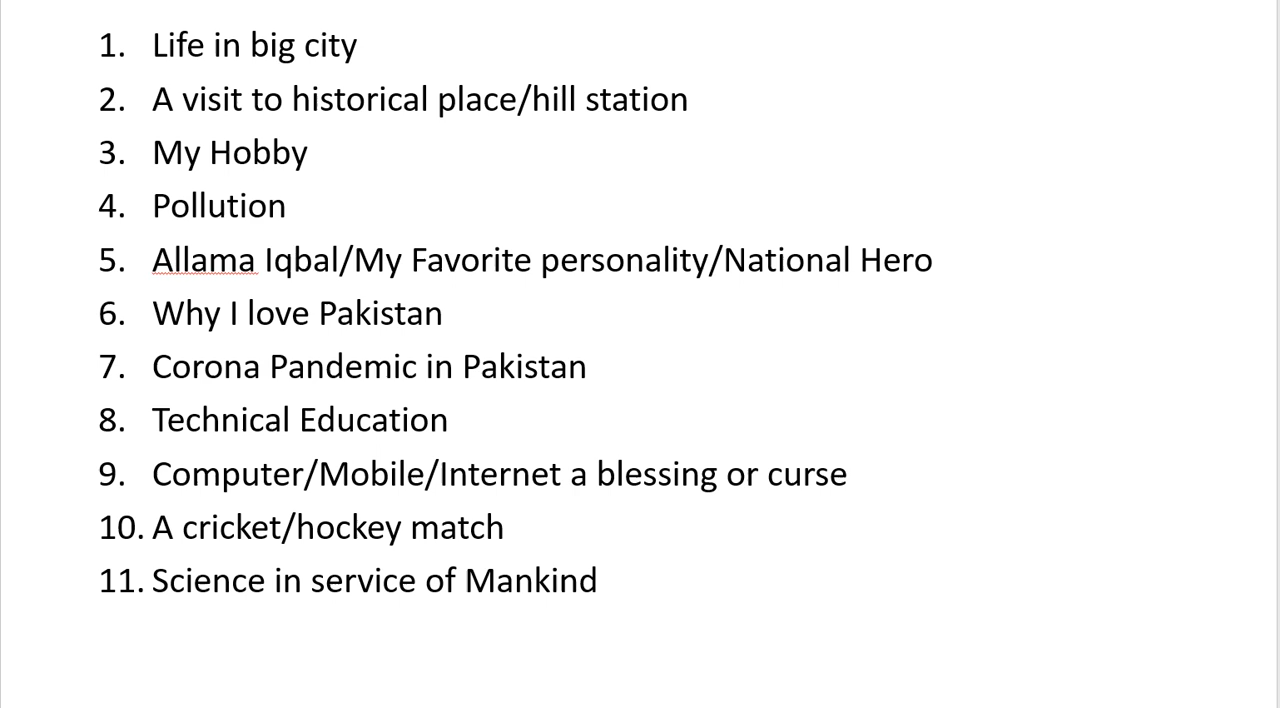 1. Life in big city
2. A visit to historical place/hill station
3. My Hobby
4. Pollution
5. Allama Iqbal/My Favorite personality/National Hero
6. Why I love Pakistan
7. Corona Pandemic in Pakistan
8. Technical Education
9. Computer/Mobile/Internet a blessing or curse
10. A cricket/hockey match
11. Science in service of Mankind